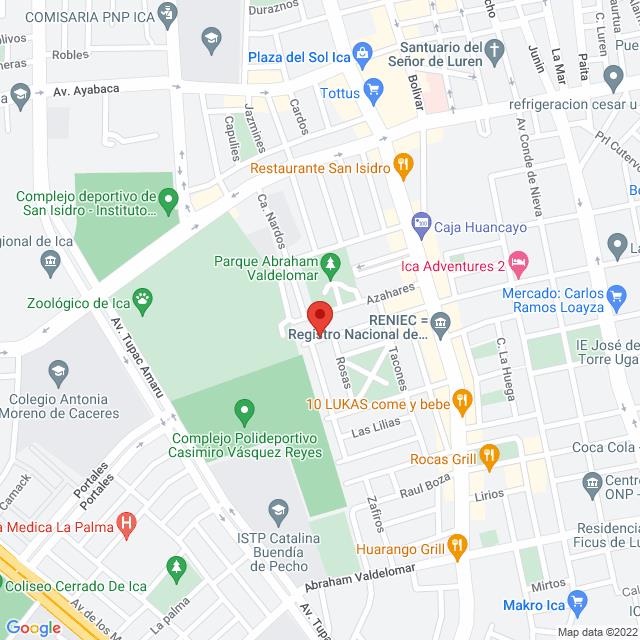 COMISARIA PNP ICA
Duraznos
Robles
Av. Ayabaca
Plaza del Sol Ica
Tottus
Santuario del
Señor de Luren
Bolívar
Junín
La Mar
Paita
C. Luren
refrigeracion cesar u
Av Conde de Nieva
Prl Cutervo
Capulíes
Jazmines
Cardos
Restaurante San Isidro
Complejo deportivo de
San Isidro - Instituto...
Ca. Nardos
Caja Huancayo
gional de Ica
Parque Abraham
Valdelomar
Ica Adventures 2
La
Azahares
Mercado: Carlos
Ramos Loayza
Zoológico de Ica
RENIEC =
Registro Nacional de...
Av. Tupac Amaru
Rosas
Tacones
C. La Huega
IE José de
Torre Uga
Colegio Antonia
Moreno de Caceres
10 LUKAS come y bebe
Las Lilias
Complejo Polideportivo
Casimiro Vásquez Reyes
Rocas Grill
Coca Cola -
Camack
Portales
Portales
Raul Boza
Lirios
Centro
ONP -
a Medica La Palma
Zafiros
ISTP Catalina
Buendía
de Pecho
Huarango Grill
Residencia
Ficus de Lu
Coliseo Cerrado De Ica
Abraham Valdelomar
Mirtos
Makro Ica
Av de los M
La palma
Av. Tupac
Google
Map data ©2022